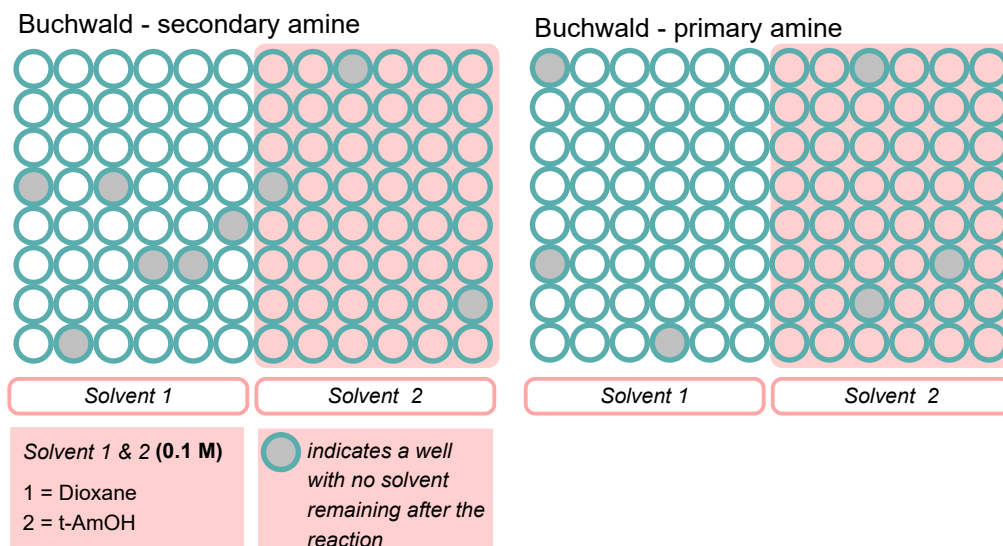 Buchwald - secondary amine
Buchwald - primary amine
Solvent 1
Solvent 2
Solvent 1
Solvent 2
Solvent 1 & 2 (0.1 M)
1 = Dioxane
2 = t-AmOH
indicates a well
with no solvent
remaining after the
reaction